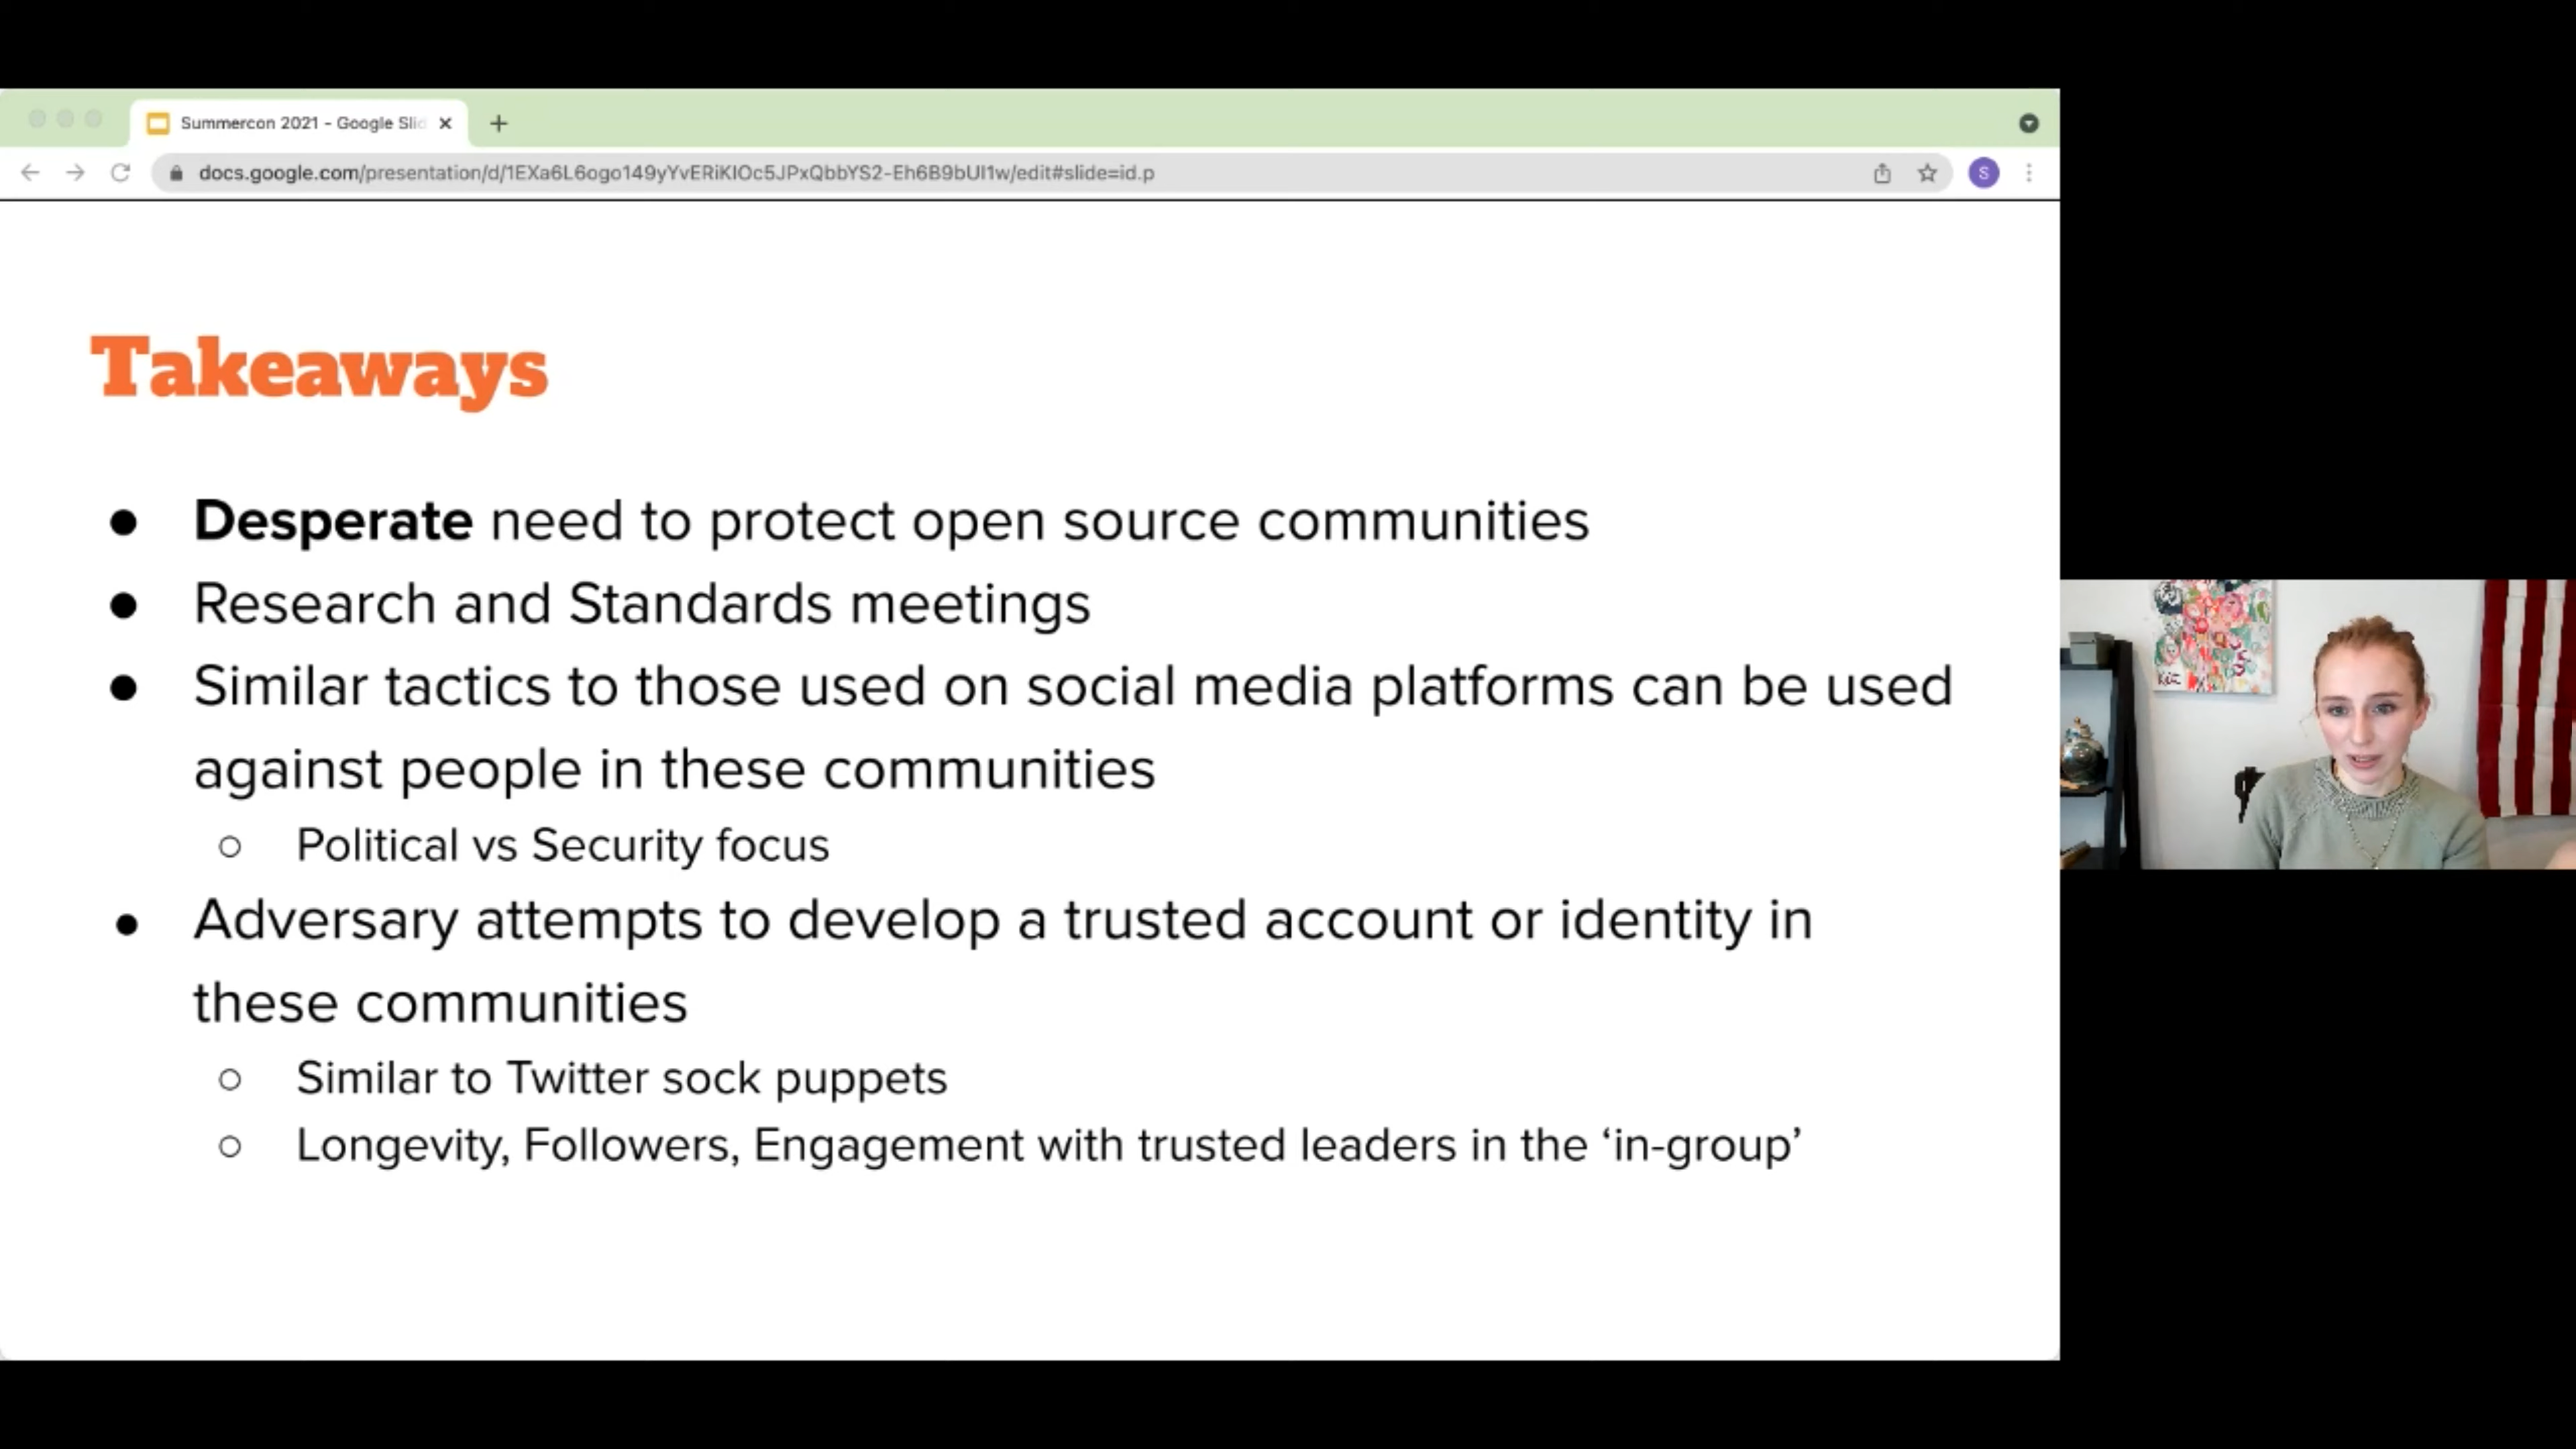 Summercon 2021 - Google Slid
docs.google.com/presentation/d/1EXa6L6ogo149yYvERiKIOc5JPxQbbYS2-Eh6B9bUI1w/edit#slide=id.p
S
Takeaways
● Desperate need to protect open source communities
● Research and Standards meetings
● Similar tactics to those used on social media platforms can be used
against people in these communities
○ Political vs Security focus
● Adversary attempts to develop a trusted account or identity in
these communities
○ Similar to Twitter sock puppets
○ Longevity, Followers, Engagement with trusted leaders in the ‘in-group’